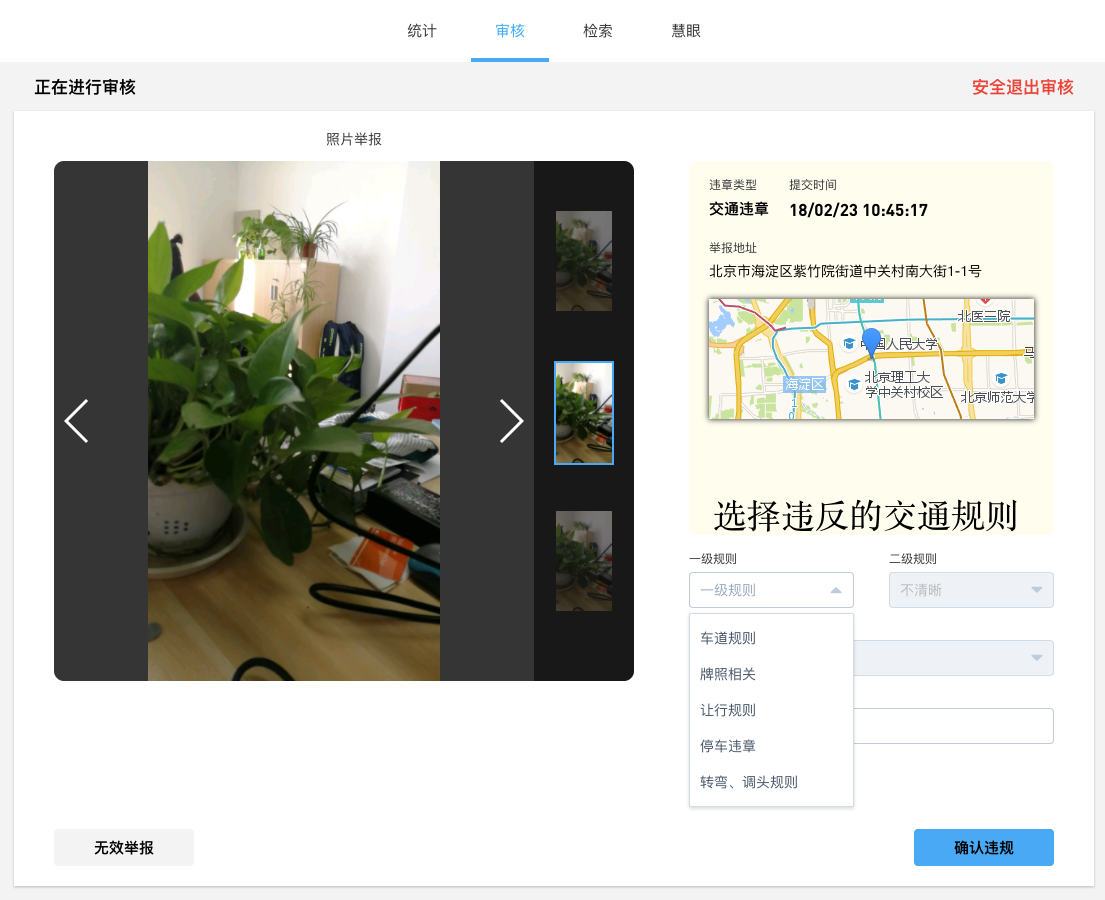 统计 审核 检索 慧眼
正在进行审核 安全退出审核
照片举报
违章类型 提交时间
交通违章 18/02/23 10:45:17
举报地址
北京市海淀区紫竹院街道中关村南大街1-1号
北医三院
中国人民大学
马
海淀区
北京理工大
学中关村校区
北京师范大学
选择违反的交通规则
一级规则 二级规则
一级规则 不清晰
车道规则
牌照相关
让行规则
停车违章
转弯、调头规则
无效举报 确认违规